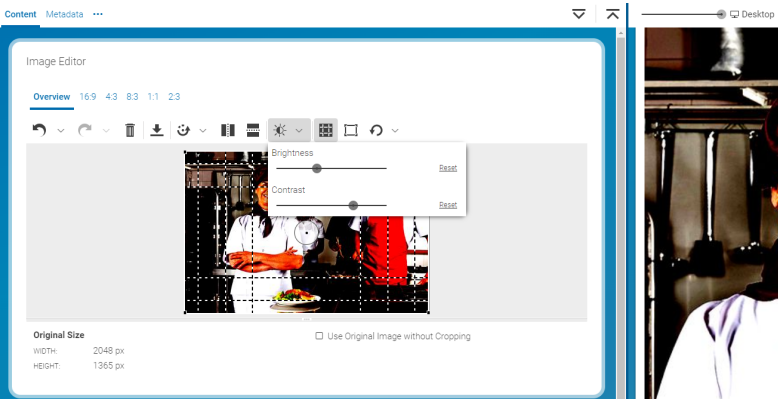 Content Metadata •••
Desktop
Image Editor
Overview 16:9 4:3 8:3 1:1 2:3
Brightness
Reset
Contrast
Reset
Original Size
WIDTH: 2048 px
HEIGHT: 1365 px
Use Original Image without Cropping